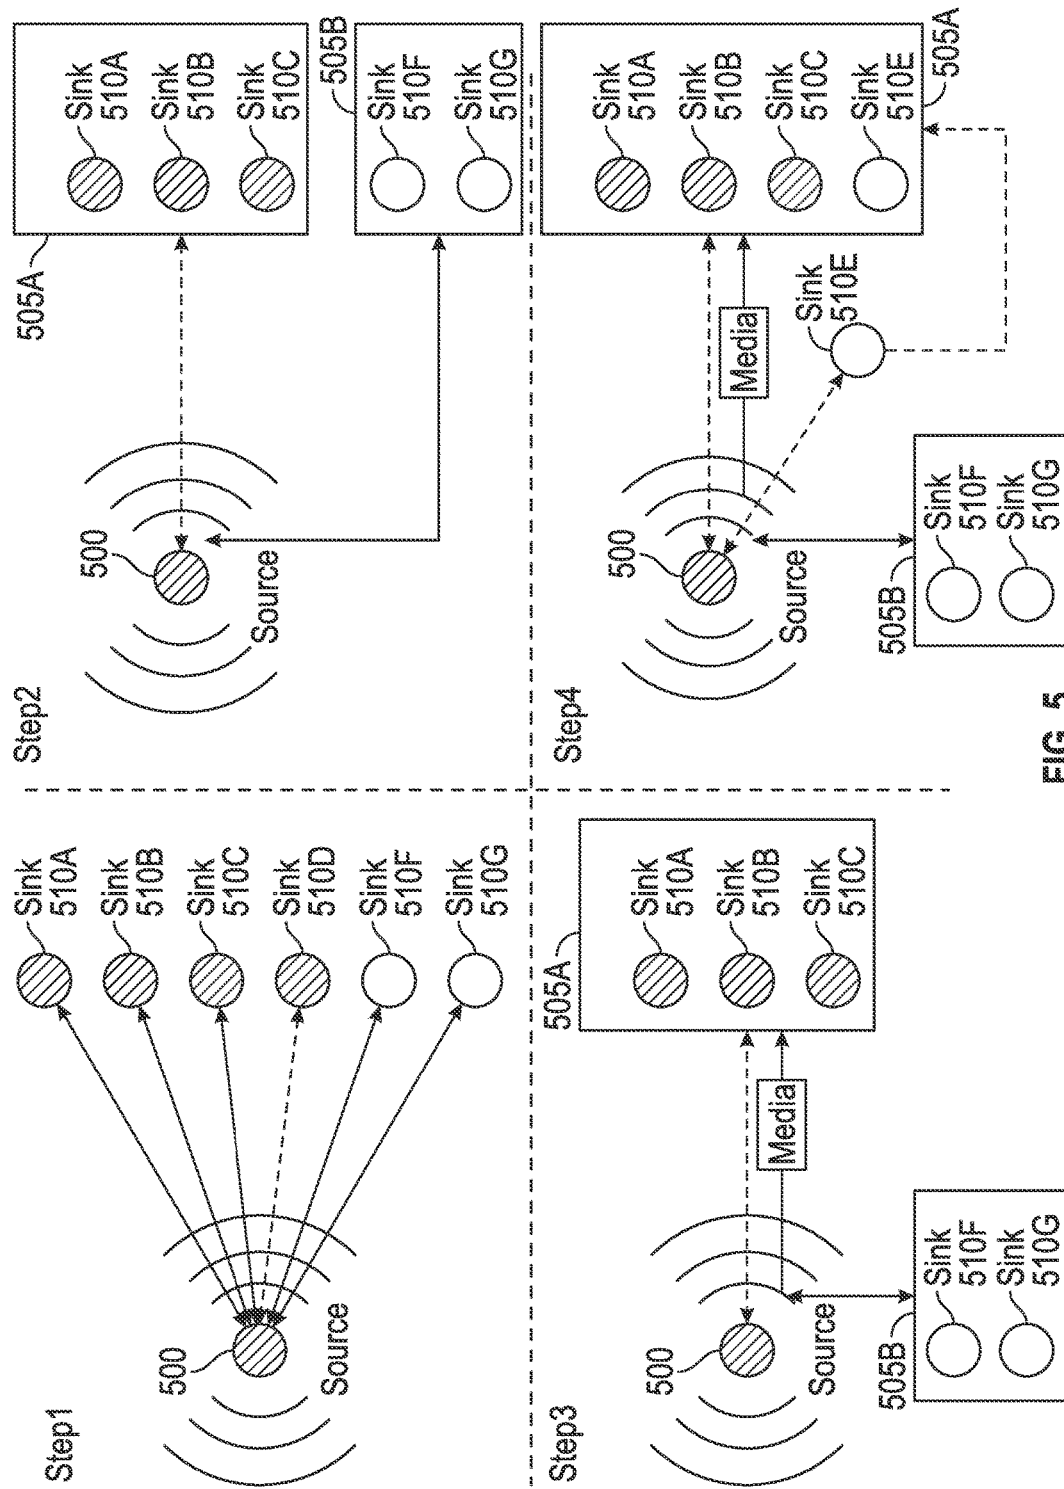 Step1
500
Source
Sink
510A
Sink
510B
Sink
510C
Sink
510D
Sink
510F
Sink
510G
Step2
500
Source
505A
Sink
510A
Sink
510B
Sink
510C
505B
Sink
510F
Sink
510G
Step3
500
Source
Media
505A
Sink
510A
Sink
510B
Sink
510C
505B
Sink
510F
Sink
510G
Step4
500
Source
Media
Sink
510E
Sink
510A
Sink
510B
Sink
510C
Sink
510E
505A
505B
Sink
510F
Sink
510G
FIG. 5